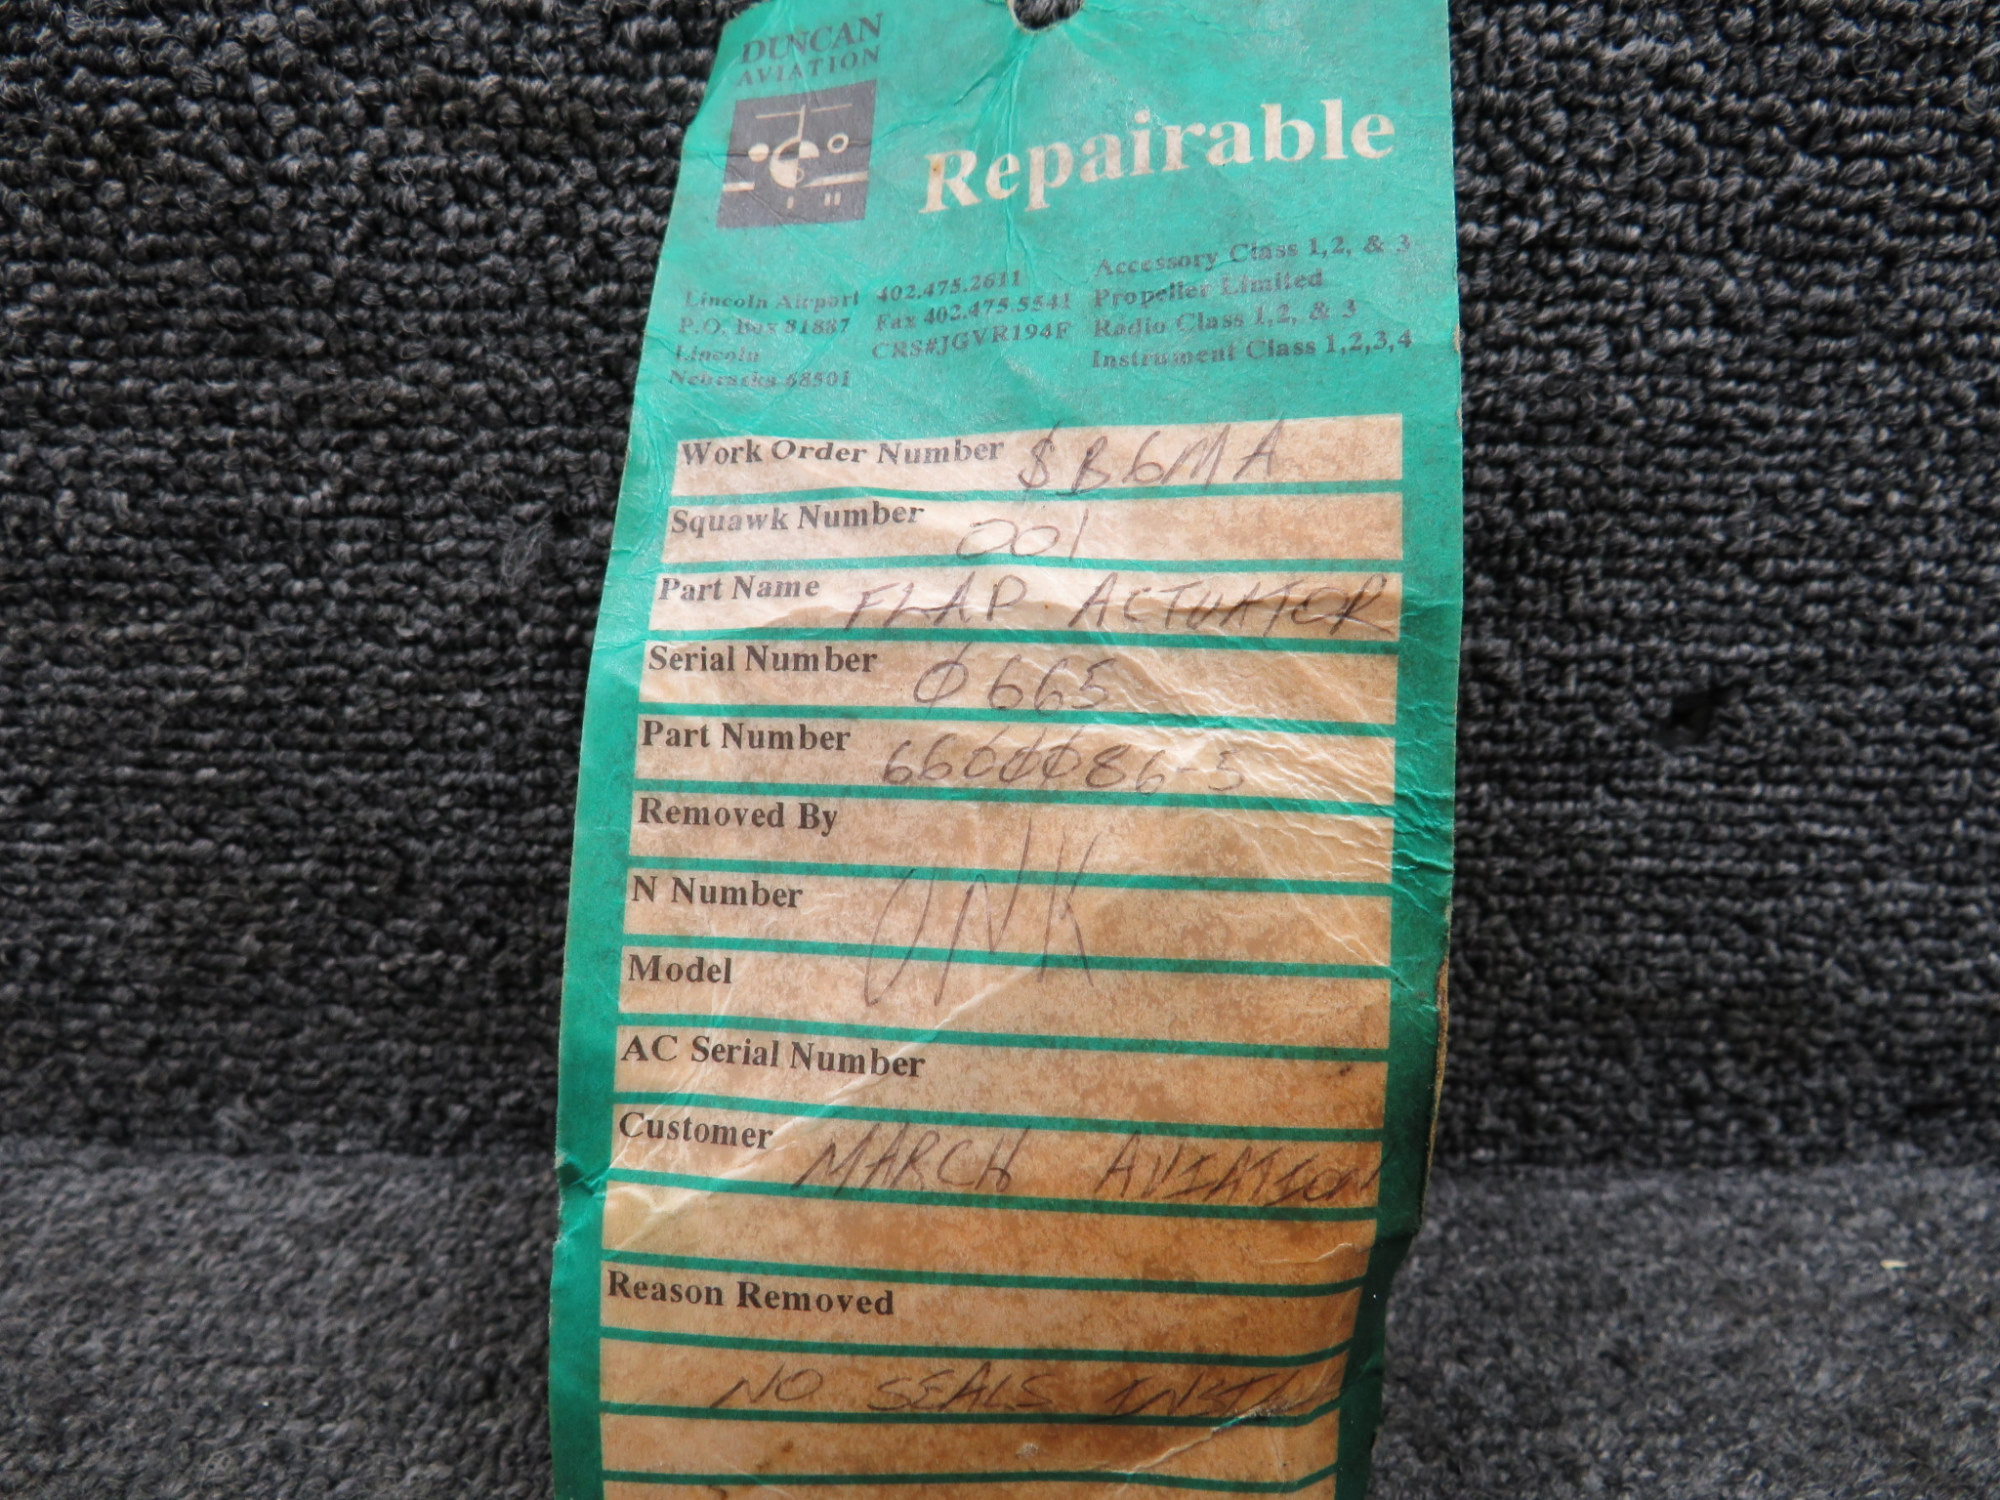 DUNCAN
AVIATION
Repairable
Lincoln Airport
P.O. Box 81887
Lincoln
Nebraska 68501
402.475.2611
Fax 402.475.5541
CRS#JGVR194F
Accessory Class 1,2, & 3
Propeller Limited
Radio Class 1,2, & 3
Instrument Class 1,2,3,4
Work Order Number $B6MA
Squawk Number 001
Part Name FLAP ACTUATOR
Serial Number 0665
Part Number 6600086-5
Removed By
N Number UNK
Model
AC Serial Number
Customer MARCH AVIATION
Reason Removed
NO SEALS